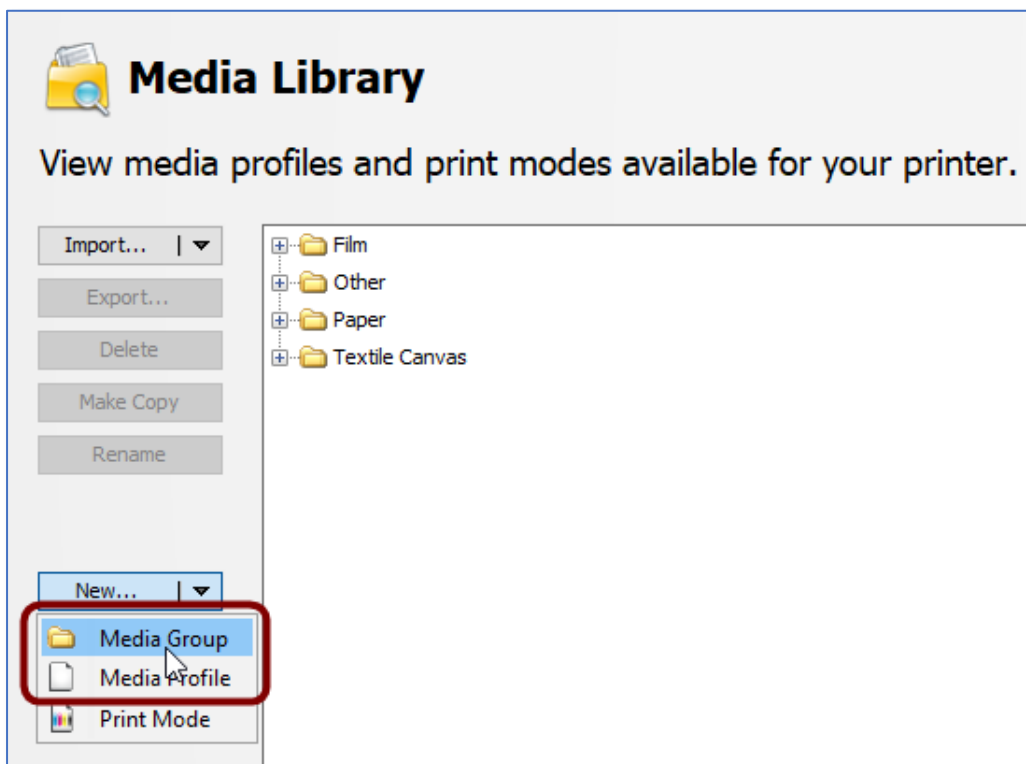 Media Library
View media profiles and print modes available for your printer.
Import...
Export...
Delete
Make Copy
Rename
New...
Media Group
Media Profile
Print Mode
Film
Other
Paper
Textile Canvas